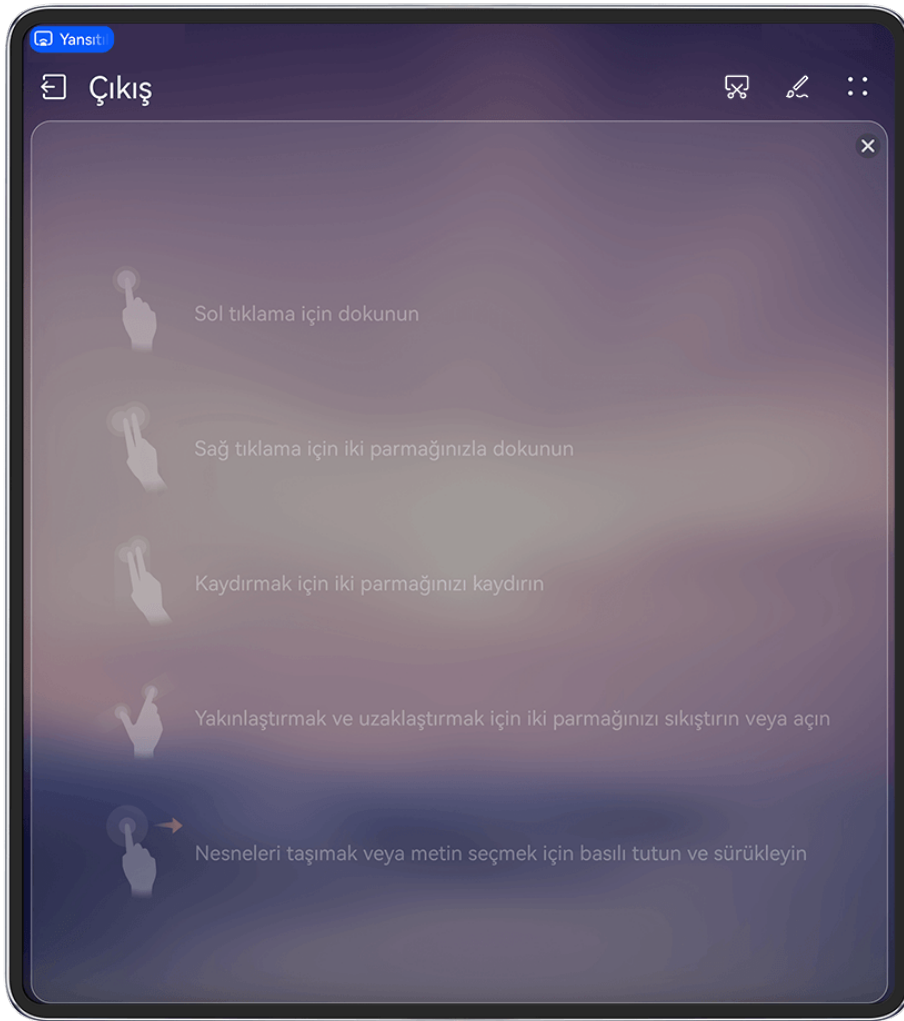 Çıkış
Sol tıklama için dokunun
Sağ tıklama için iki parmağınızla dokunun
Kaydırmak için iki parmağınızı kaydırın
Yakınlaştırmak ve uzaklaştırmak için iki parmağınızı sıkıştırın veya açın
Nesneleri taşımak veya metin seçmek için basılı tutun ve sürükleyin